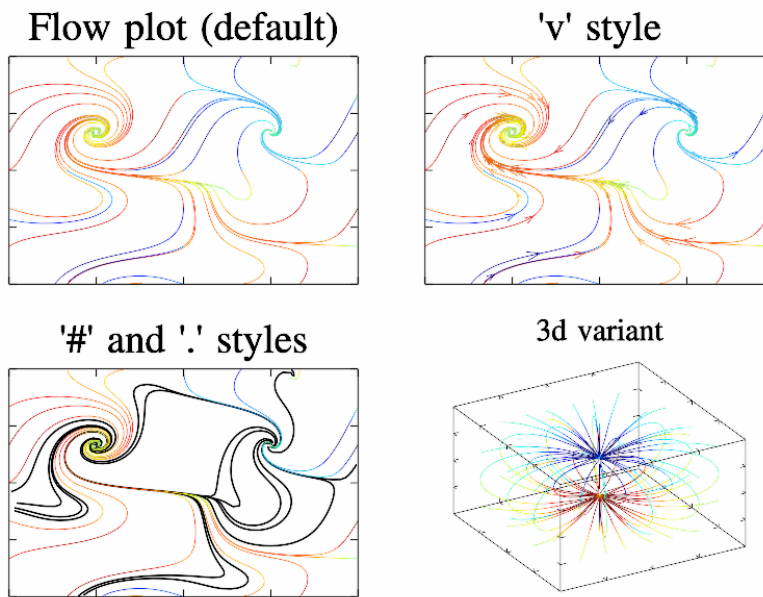 Flow plot (default)
'v' style
'#' and '.' styles
3d variant